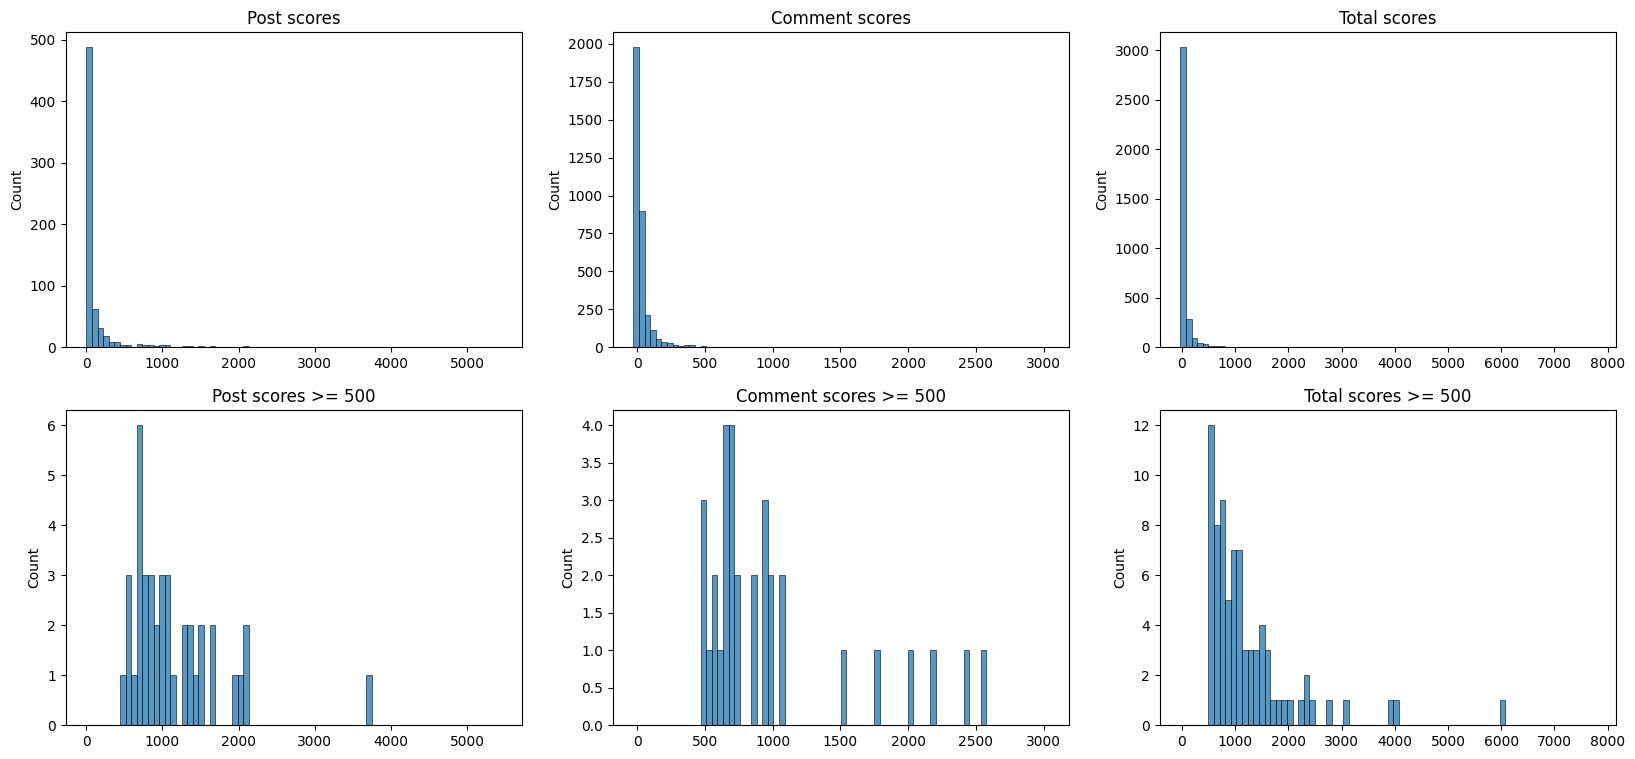 Post scores
Comment scores
Total scores
500
400
300
200
100
0
Count
0 1000 2000 3000 4000 5000
2000
1750
1500
1250
1000
750
500
250
0
Count
0 500 1000 1500 2000 2500 3000
3000
2500
2000
1500
1000
500
0
Count
0 1000 2000 3000 4000 5000 6000 7000 8000
Post scores >= 500
Comment scores >= 500
Total scores >= 500
6
5
4
3
2
1
0
Count
0 1000 2000 3000 4000 5000
4.0
3.5
3.0
2.5
2.0
1.5
1.0
0.5
0.0
Count
0 500 1000 1500 2000 2500 3000
12
10
8
6
4
2
0
Count
0 1000 2000 3000 4000 5000 6000 7000 8000